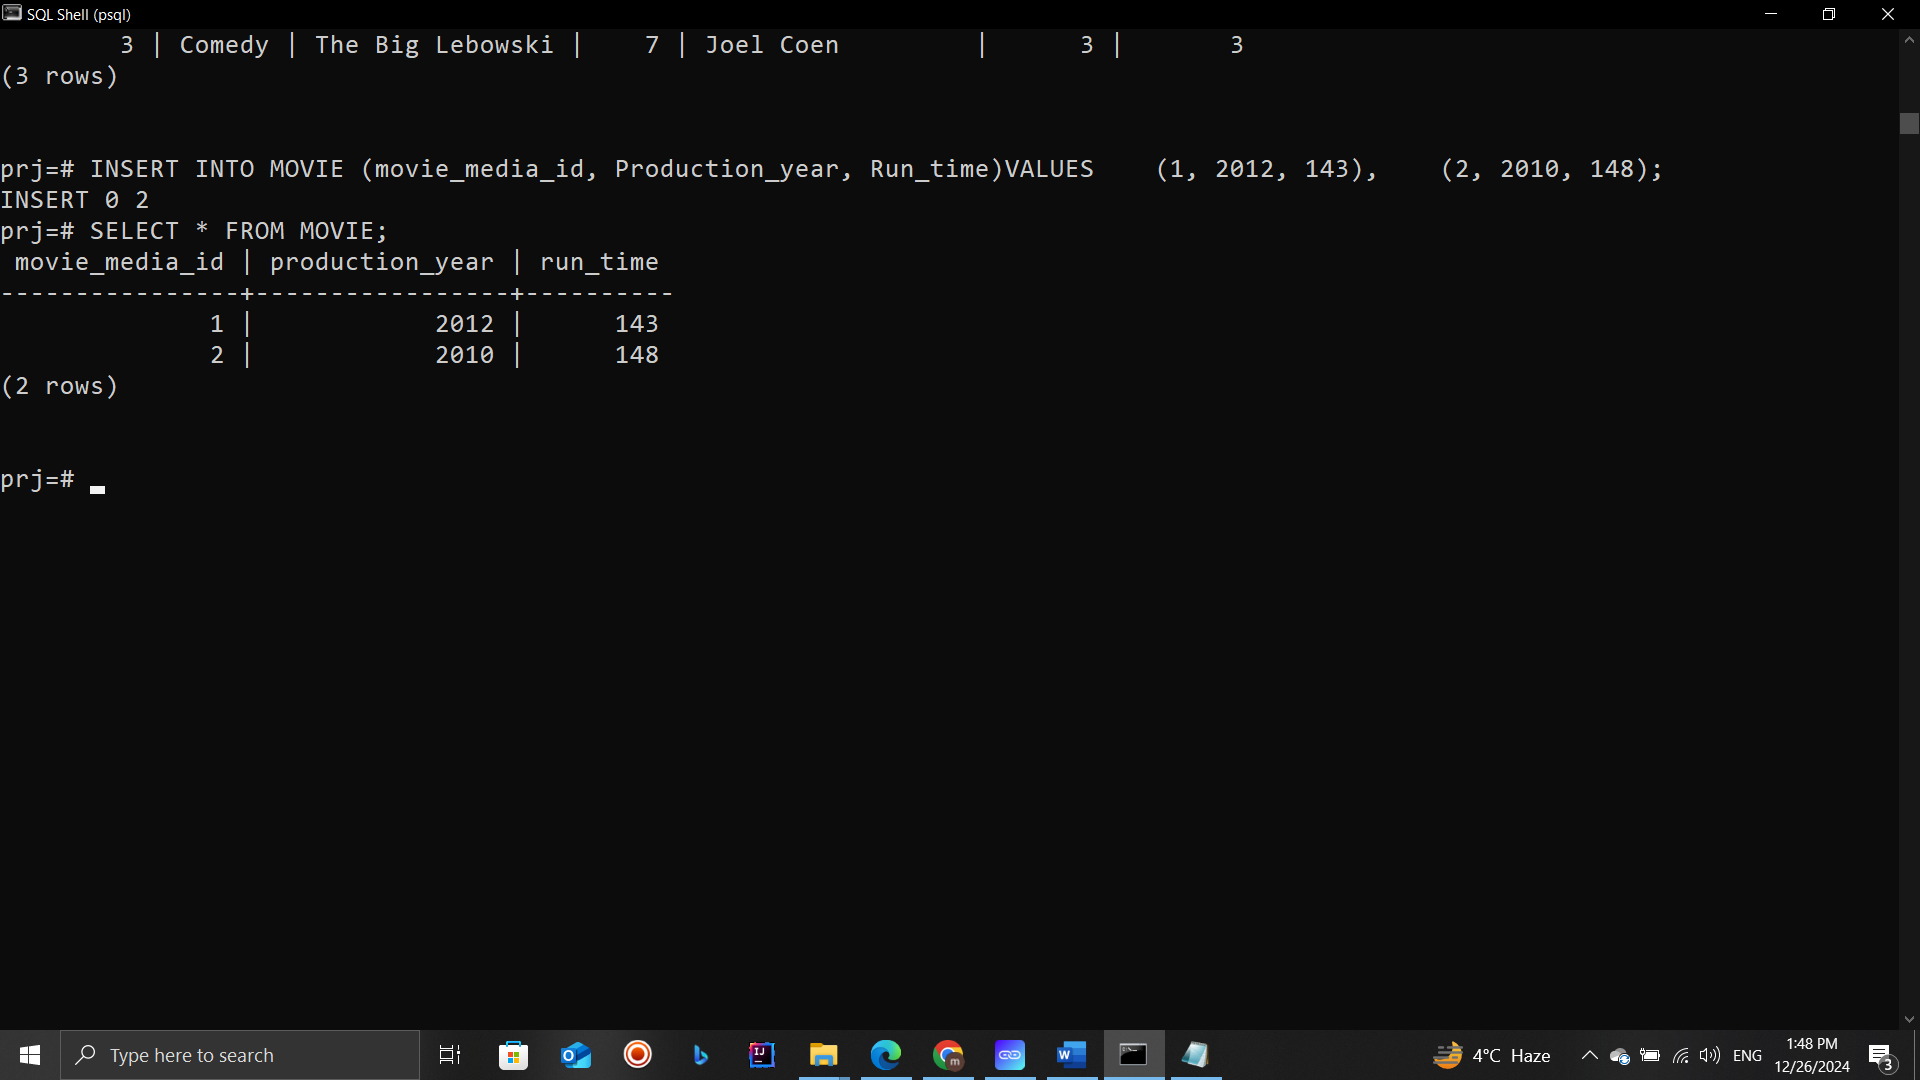 SQL Shell (psql)
3 | Comedy | The Big Lebowski |    7 | Joel Coen         |      3 |       3
(3 rows)
prj=# INSERT INTO MOVIE (movie_media_id, Production_year, Run_time)VALUES    (1, 2012, 143),    (2, 2010, 148);
INSERT 0 2
prj=# SELECT * FROM MOVIE;
 movie_media_id | production_year | run_time
----------------+-----------------+----------
              1 |            2012 |      143
              2 |            2010 |      148
(2 rows)
prj=#
Type here to search
4°C Haze
ENG
1:48 PM
12/26/2024
3